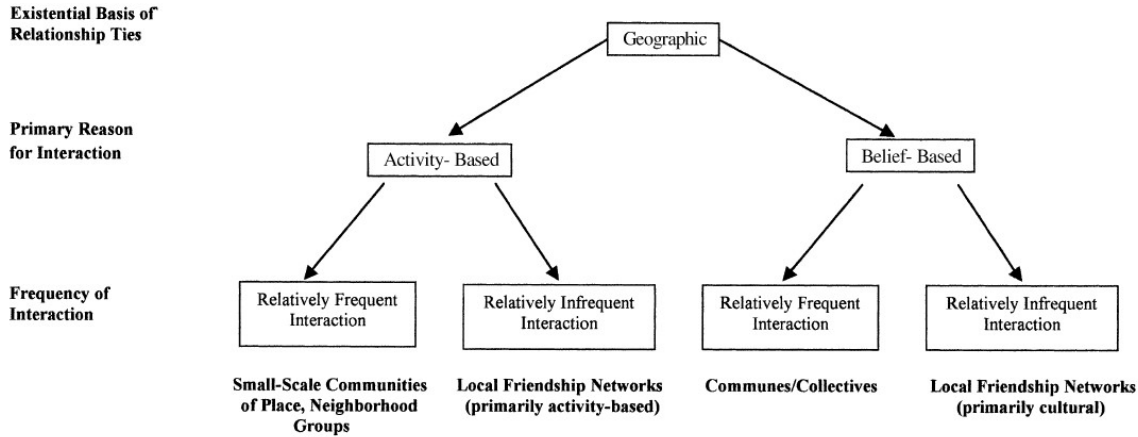 Existential Basis of
Relationship Ties
Geographic
Primary Reason
for Interaction
Activity- Based
Belief- Based
Frequency of
Interaction
Relatively Frequent
Interaction
Relatively Infrequent
Interaction
Relatively Frequent
Interaction
Relatively Infrequent
Interaction
Small-Scale Communities
of Place, Neighborhood
Groups
Local Friendship Networks
(primarily activity-based)
Communes/Collectives
Local Friendship Networks
(primarily cultural)